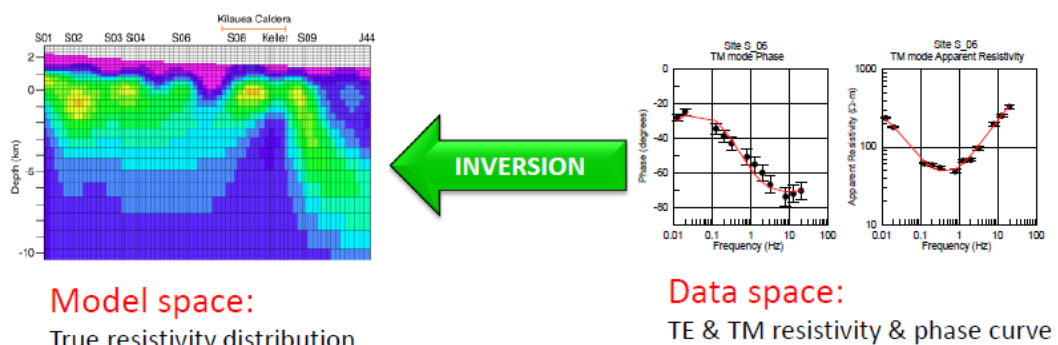 Kilauea Caldera
S01 S02 S03 S04 S06 S08 Keller S09 J44
2
0
-5
-10
Depth (km)
INVERSION
Site S_06
TM mode Phase
0
-20
-40
-60
-80
Phase (degrees)
0.01 0.1 1 10 100
Frequency (Hz)
Site S_06
TM mode Apparent Resistivity
1000
100
10
Apparent Resistivity (Ω-m)
0.01 0.1 1 10 100
Frequency (Hz)
Model space:
True resistivity distribution
Data space:
TE & TM resistivity & phase curve